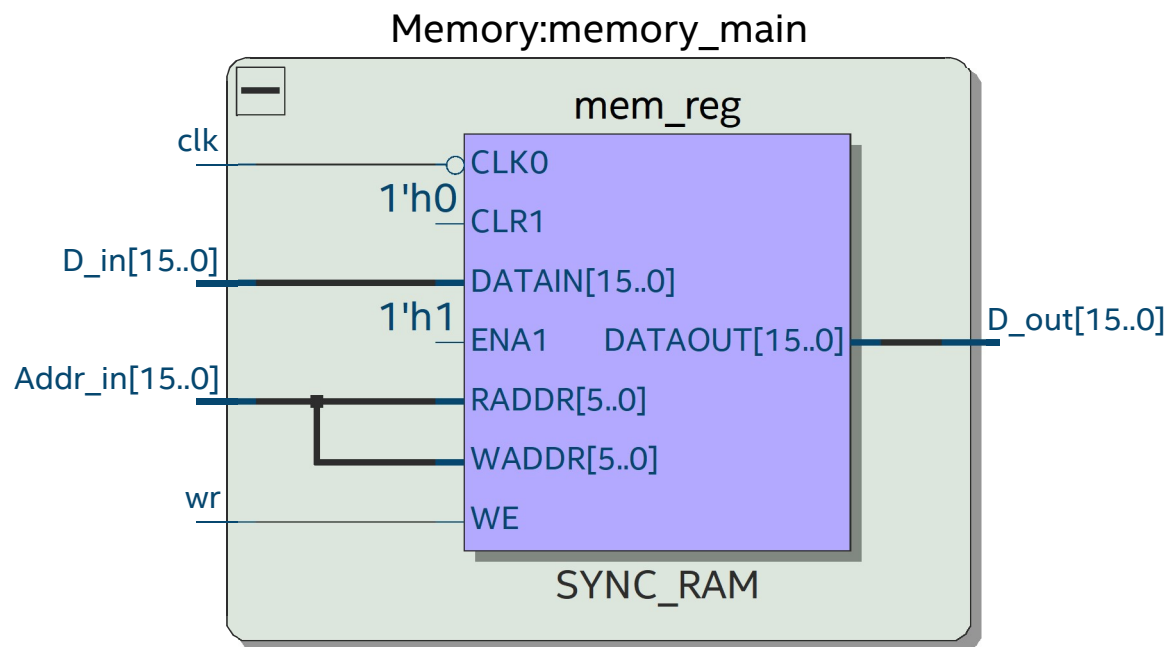 Memory:memory_main
mem_reg
clk
CLK0
1'h0
CLR1
D_in[15..0]
DATAIN[15..0]
1'h1
ENA1
DATAOUT[15..0]
D_out[15..0]
Addr_in[15..0]
RADDR[5..0]
WADDR[5..0]
wr
WE
SYNC_RAM